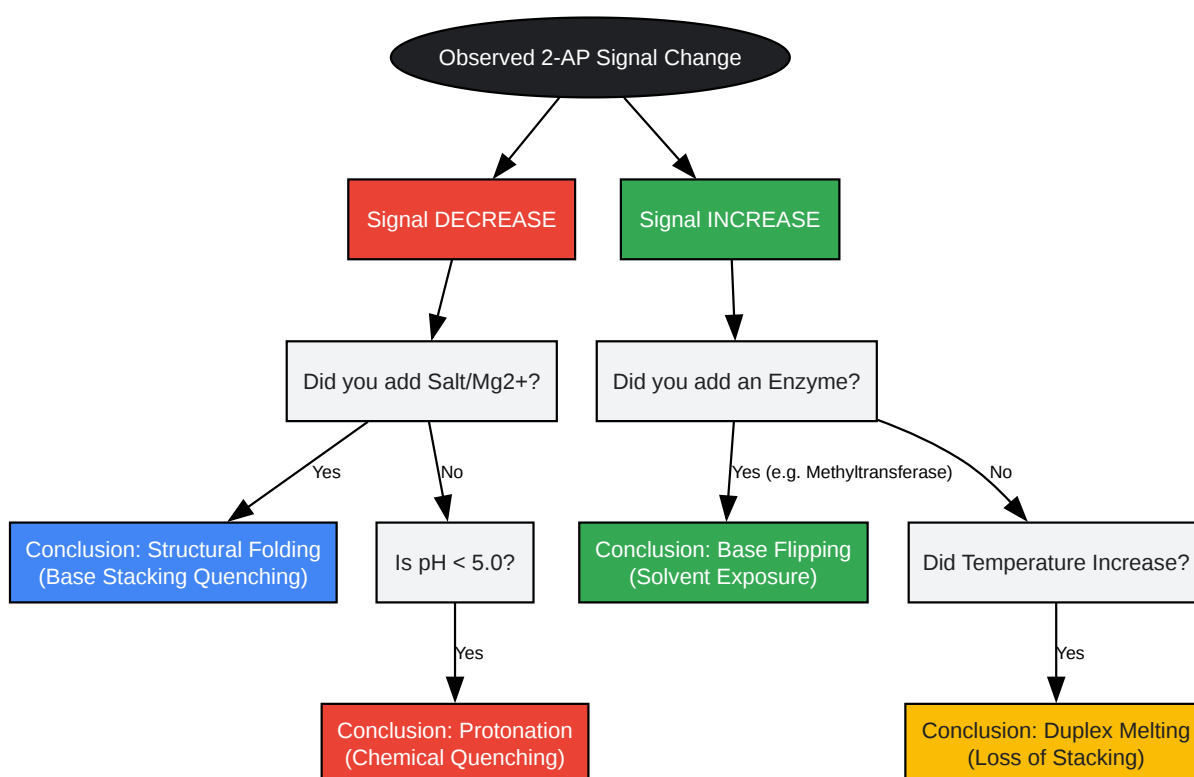 Observed 2-AP Signal Change
Signal DECREASE
Signal INCREASE
Did you add Salt/Mg2+?
Did you add an Enzyme?
Yes
No
Yes (e.g. Methyltransferase)
No
Conclusion: Structural Folding
(Base Stacking Quenching)
Is pH < 5.0?
Conclusion: Base Flipping
(Solvent Exposure)
Did Temperature Increase?
Yes
Yes
Conclusion: Protonation
(Chemical Quenching)
Conclusion: Duplex Melting
(Loss of Stacking)